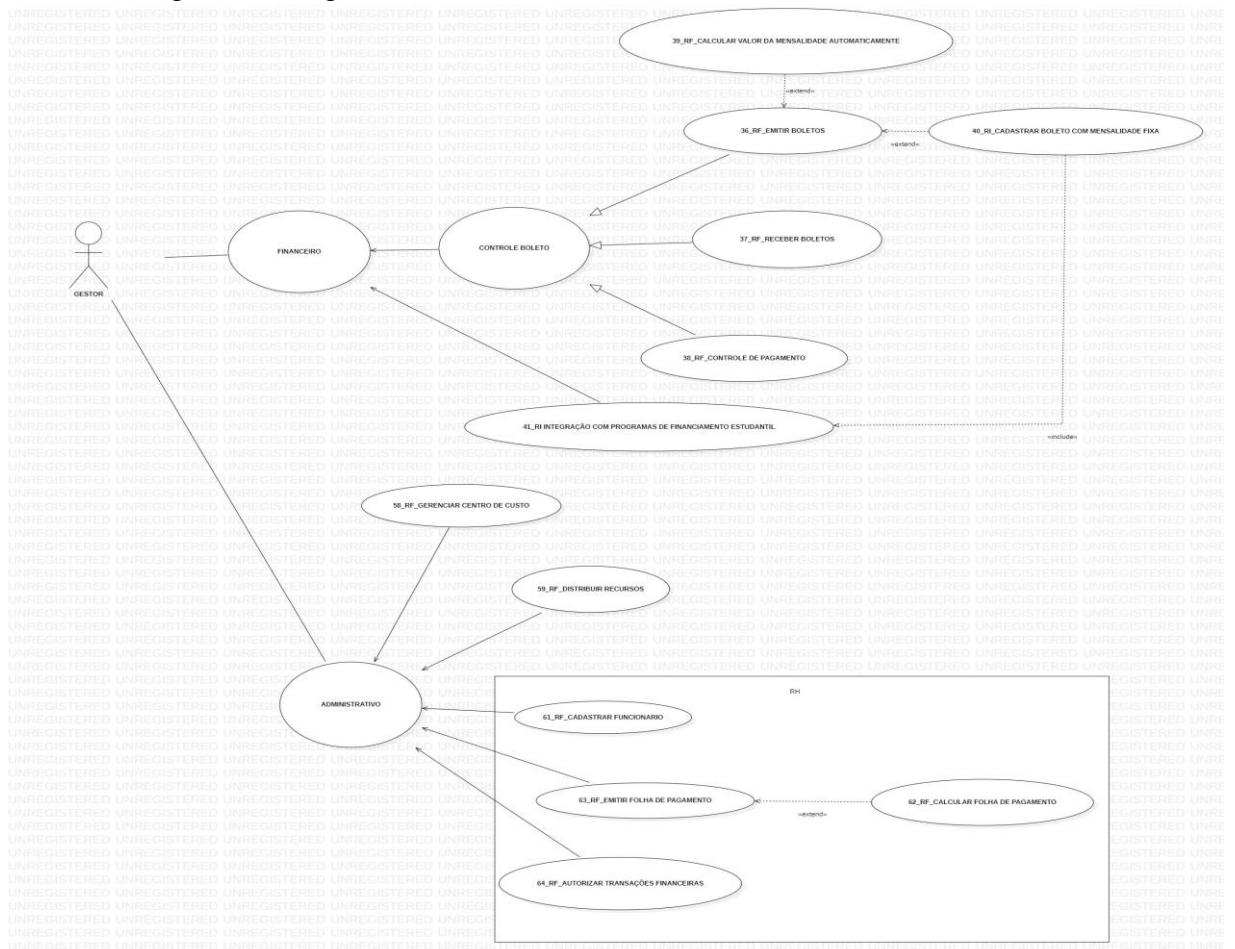 39_RF_CALCULAR VALOR DA MENSALIDADE AUTOMATICAMENTE
«extend»
36_RF_EMITIR BOLETOS
40_RI_CADASTRAR BOLETO COM MENSALIDADE FIXA
«extend»
37_RF_RECEBER BOLETOS
CONTROLE BOLETO
FINANCEIRO
GESTOR
38_RF_CONTROLE DE PAGAMENTO
41_RI INTEGRAÇÃO COM PROGRAMAS DE FINANCIAMENTO ESTUDANTIL
«include»
58_RF_GERENCIAR CENTRO DE CUSTO
59_RF_DISTRIBUIR RECURSOS
ADMINISTRATIVO
RH
61_RF_CADASTRAR FUNCIONARIO
63_RF_EMITIR FOLHA DE PAGAMENTO
«extend»
62_RF_CALCULAR FOLHA DE PAGAMENTO
64_RF_AUTORIZAR TRANSAÇÕES FINANCEIRAS
UNREGISTERED